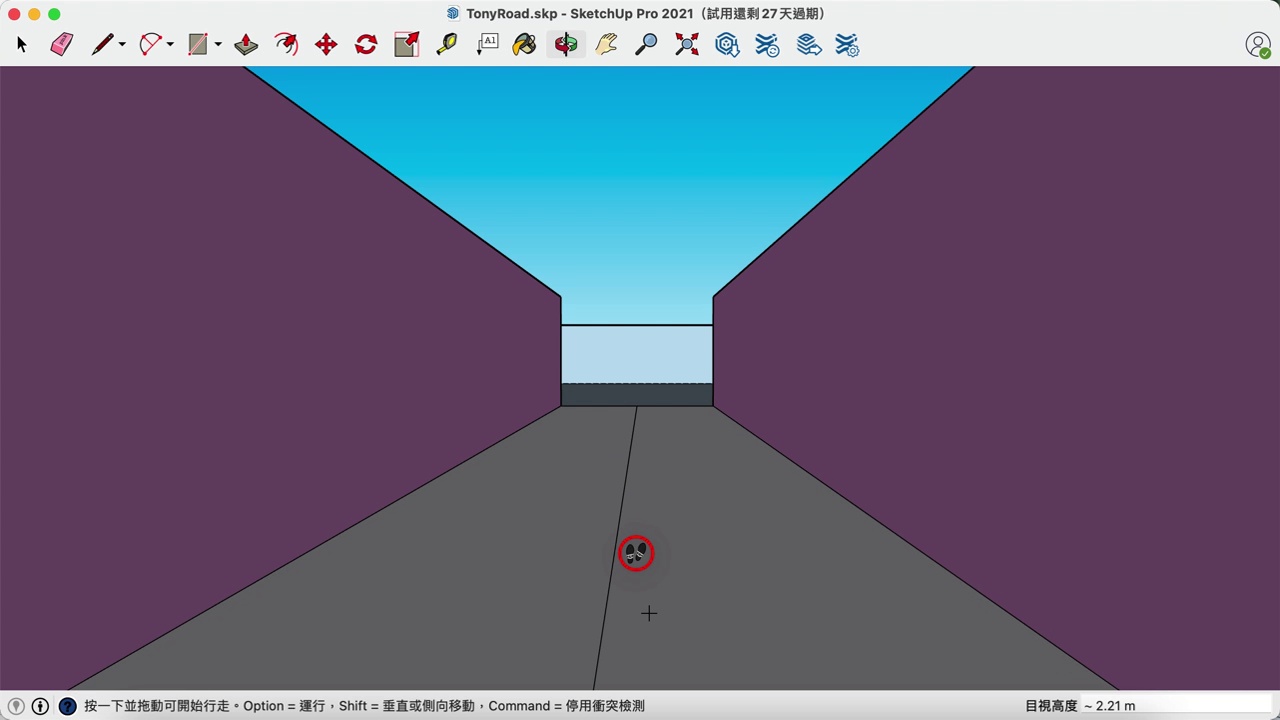 TonyRoad.skp - SketchUp Pro 2021（試用還剩 27 天過期）
A1
按一下並拖動可開始行走。Option = 運行，Shift = 垂直或側向移動，Command = 停用衝突檢測
目視高度 ~ 2.21 m